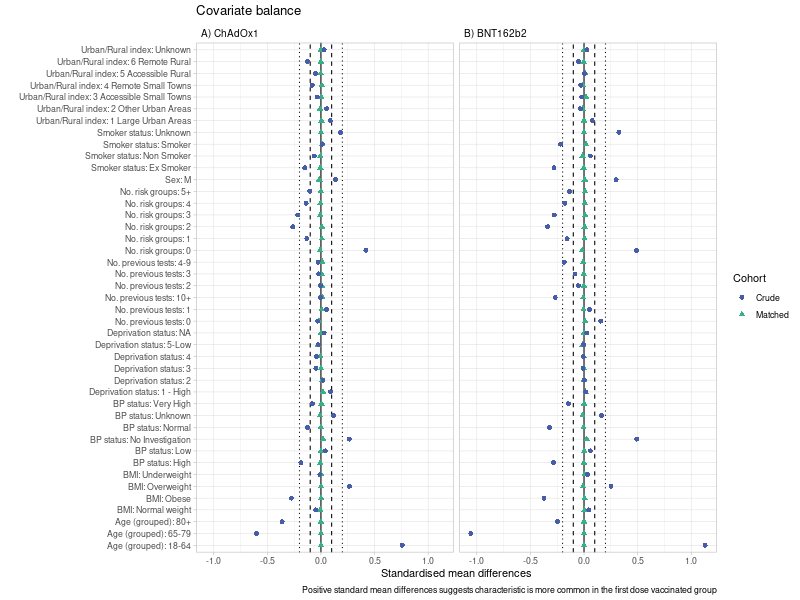 Covariate balance
A) ChAdOx1
B) BNT162b2
Urban/Rural index: Unknown
Urban/Rural index: 6 Remote Rural
Urban/Rural index: 5 Accessible Rural
Urban/Rural index: 4 Remote Small Towns
Urban/Rural index: 3 Accessible Small Towns
Urban/Rural index: 2 Other Urban Areas
Urban/Rural index: 1 Large Urban Areas
Smoker status: Unknown
Smoker status: Smoker
Smoker status: Non Smoker
Smoker status: Ex Smoker
Sex: M
No. risk groups: 5+
No. risk groups: 4
No. risk groups: 3
No. risk groups: 2
No. risk groups: 1
No. risk groups: 0
No. previous tests: 4-9
No. previous tests: 3
No. previous tests: 2
No. previous tests: 10+
No. previous tests: 1
No. previous tests: 0
Deprivation status: NA
Deprivation status: 5-Low
Deprivation status: 4
Deprivation status: 3
Deprivation status: 2
Deprivation status: 1 - High
BP status: Very High
BP status: Unknown
BP status: Normal
BP status: No Investigation
BP status: Low
BP status: High
BMI: Underweight
BMI: Overweight
BMI: Obese
BMI: Normal weight
Age (grouped): 80+
Age (grouped): 65-79
Age (grouped): 18-64
-1.0 -0.5 0.0 0.5 1.0 -1.0 -0.5 0.0 0.5 1.0
Standardised mean differences
Positive standard mean differences suggests characteristic is more common in the first dose vaccinated group
Cohort
Crude
Matched